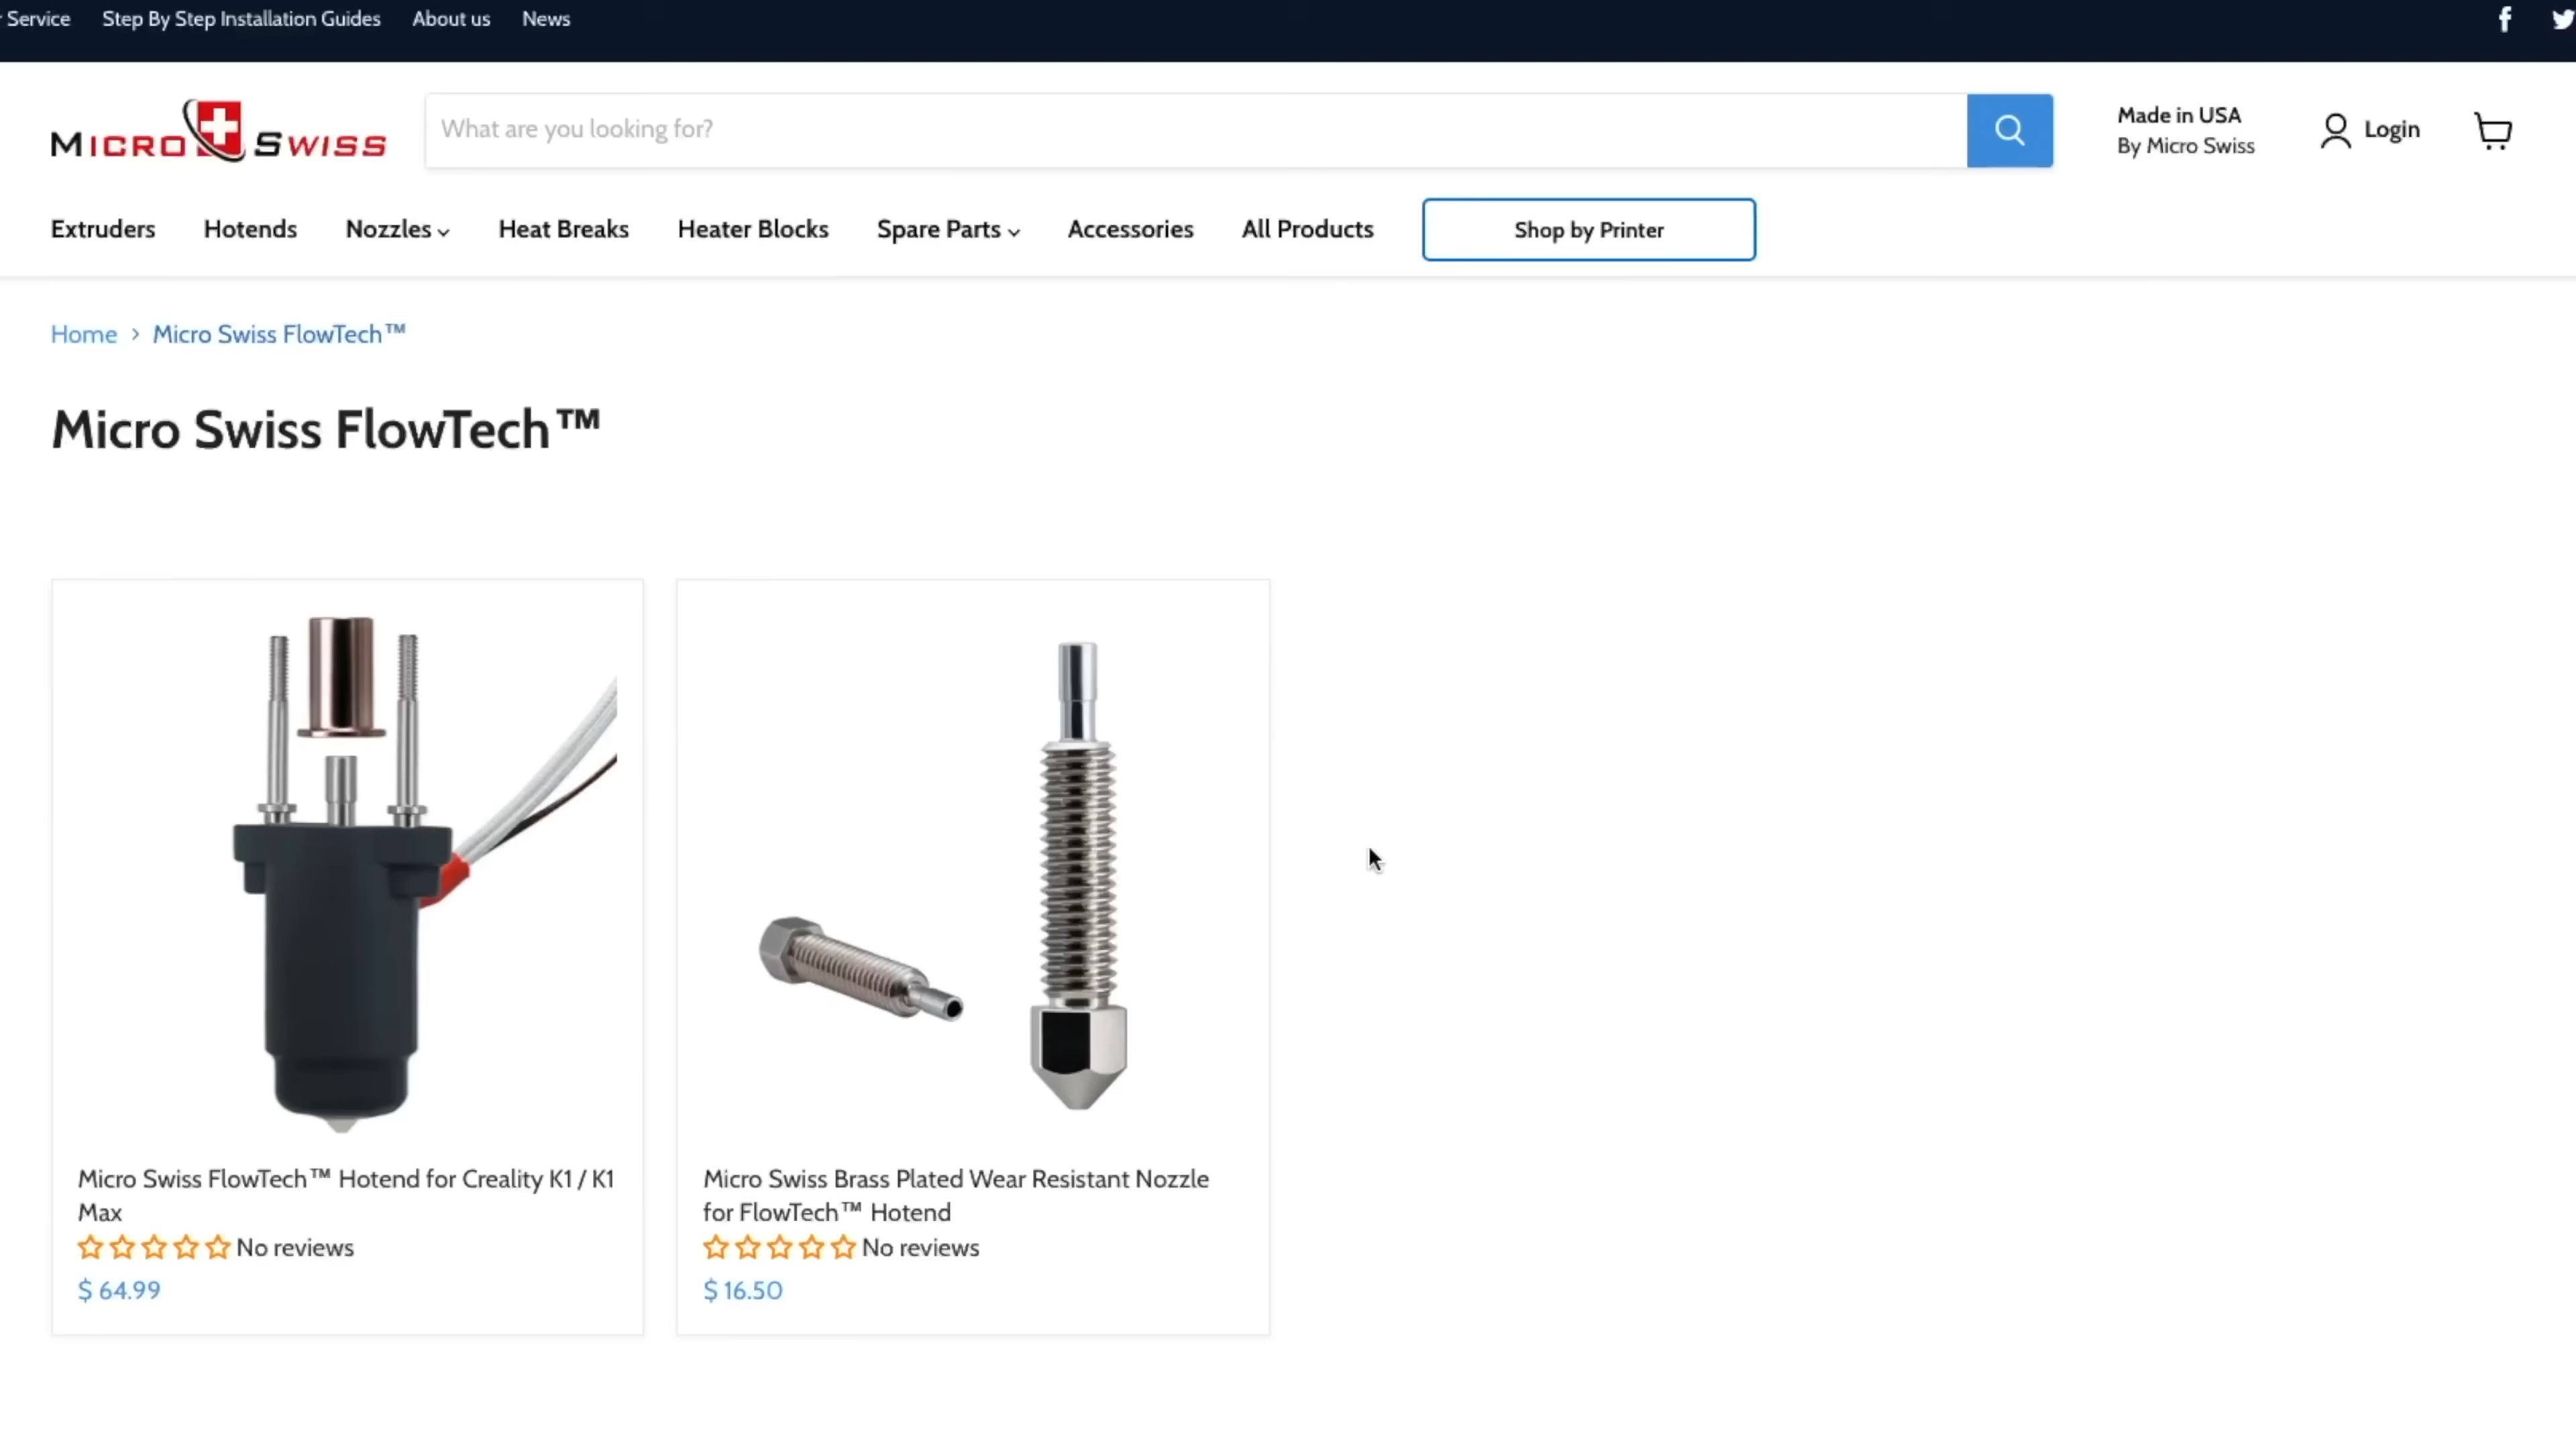 Service Step By Step Installation Guides About us News
MICRO SWISS
What are you looking for?
Made in USA
By Micro Swiss
Login
Extruders Hotends Nozzles Heat Breaks Heater Blocks Spare Parts Accessories All Products Shop by Printer
Home > Micro Swiss FlowTech™
Micro Swiss FlowTech™
Micro Swiss FlowTech™ Hotend for Creality K1 / K1
Max
No reviews
$ 64.99
Micro Swiss Brass Plated Wear Resistant Nozzle
for FlowTech™ Hotend
No reviews
$ 16.50